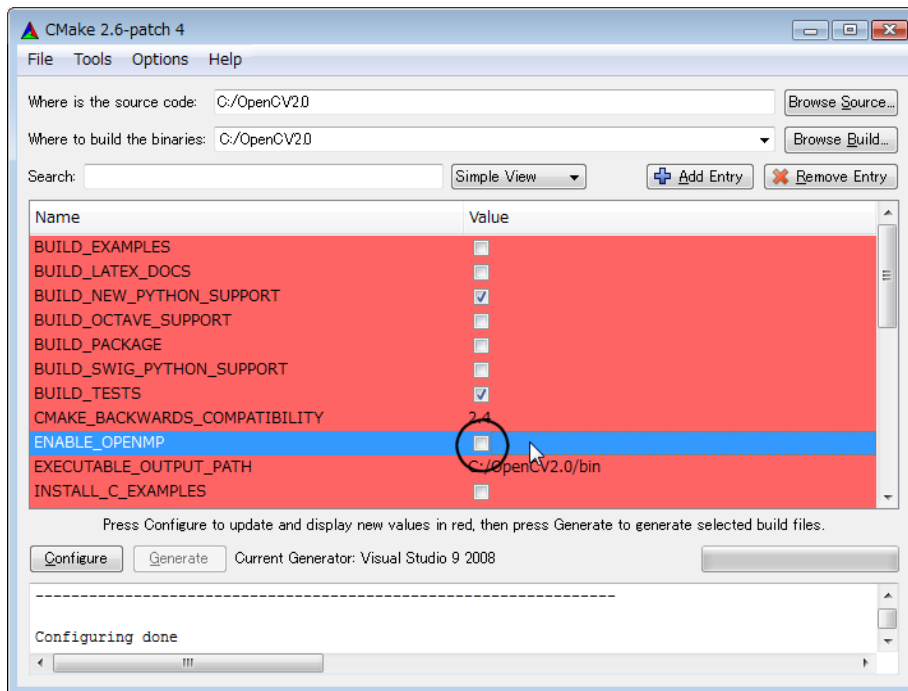 CMake 2.6-patch 4
File Tools Options Help
Where is the source code: C:/OpenCV2.0 Browse Source...
Where to build the binaries: C:/OpenCV2.0 Browse Build...
Search: Simple View Add Entry Remove Entry
Name Value
BUILD_EXAMPLES
BUILD_LATEX_DOCS
BUILD_NEW_PYTHON_SUPPORT
BUILD_OCTAVE_SUPPORT
BUILD_PACKAGE
BUILD_SWIG_PYTHON_SUPPORT
BUILD_TESTS
CMAKE_BACKWARDS_COMPATIBILITY 2.4
ENABLE_OPENMP
EXECUTABLE_OUTPUT_PATH C:/OpenCV2.0/bin
INSTALL_C_EXAMPLES
Press Configure to update and display new values in red, then press Generate to generate selected build files.
Configure Generate Current Generator: Visual Studio 9 2008
--------------------------------------------------------------------
Configuring done